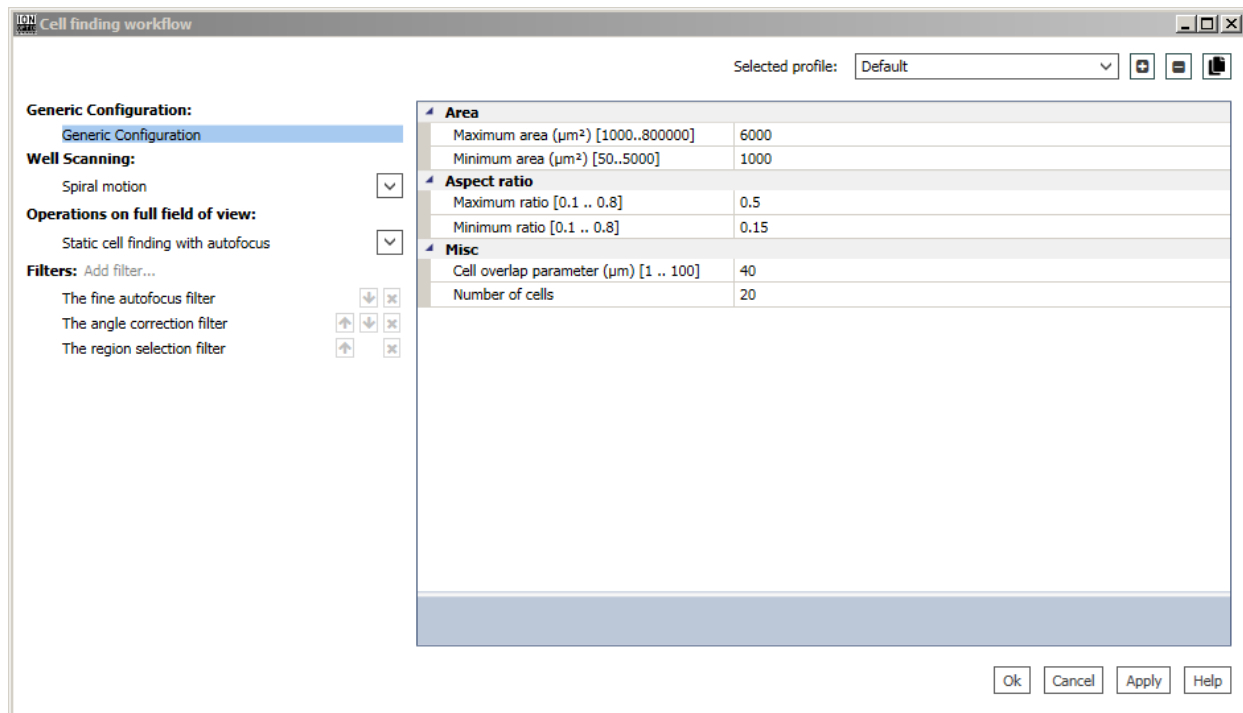 ION
Cell finding workflow
Selected profile: Default
Generic Configuration:
Generic Configuration
Well Scanning:
Spiral motion
Operations on full field of view:
Static cell finding with autofocus
Filters: Add filter...
The fine autofocus filter
The angle correction filter
The region selection filter
Area
Maximum area (µm²) [1000..800000] 6000
Minimum area (µm²) [50..5000] 1000
Aspect ratio
Maximum ratio [0.1 .. 0.8] 0.5
Minimum ratio [0.1 .. 0.8] 0.15
Misc
Cell overlap parameter (µm) [1 .. 100] 40
Number of cells 20
Ok Cancel Apply Help